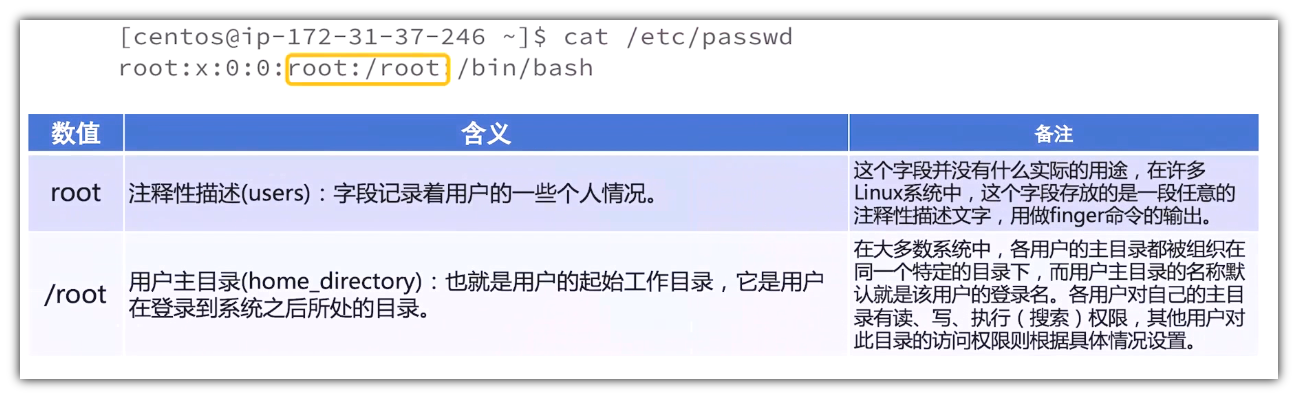 [centos@ip-172-31-37-246 ~]$ cat /etc/passwd
root:x:0:0:root:/root:/bin/bash
数值 含义 备注
root
注释性描述(users)：字段记录着用户的一些个人情况。
这个字段并没有什么实际的用途，在许多
Linux系统中，这个字段存放的是一段任意的
注释性描述文字，用做finger命令的输出。
/root
用户主目录(home_directory)：也就是用户的起始工作目录，它是用户
在登录到系统之后所处的目录。
在大多数系统中，各用户的主目录都被组织在
同一个特定的目录下，而用户主目录的名称默
认就是该用户的登录名。各用户对自己的主目
录有读、写、执行（搜索）权限，其他用户对
此目录的访问权限则根据具体情况设置。